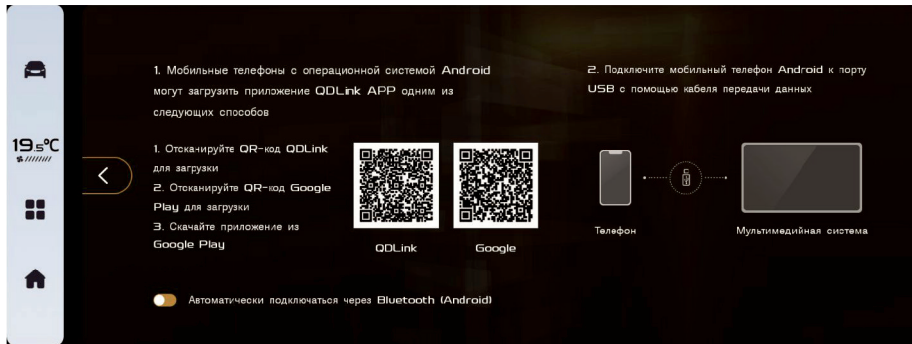 1. Мобильные телефоны с операционной системой Android
могут загрузить приложение QDLink APP одним из
следующих способов
1. Отсканируйте QR-код QDLink
для загрузки
2. Отсканируйте QR-код Google
Play для загрузки
3. Скачайте приложение из
Google Play
QDLink
Google
Автоматически подключаться через Bluetooth (Android)
2. Подключите мобильный телефон Android к порту
USB с помощью кабеля передачи данных
Телефон
Мультимедийная система
19.5°C